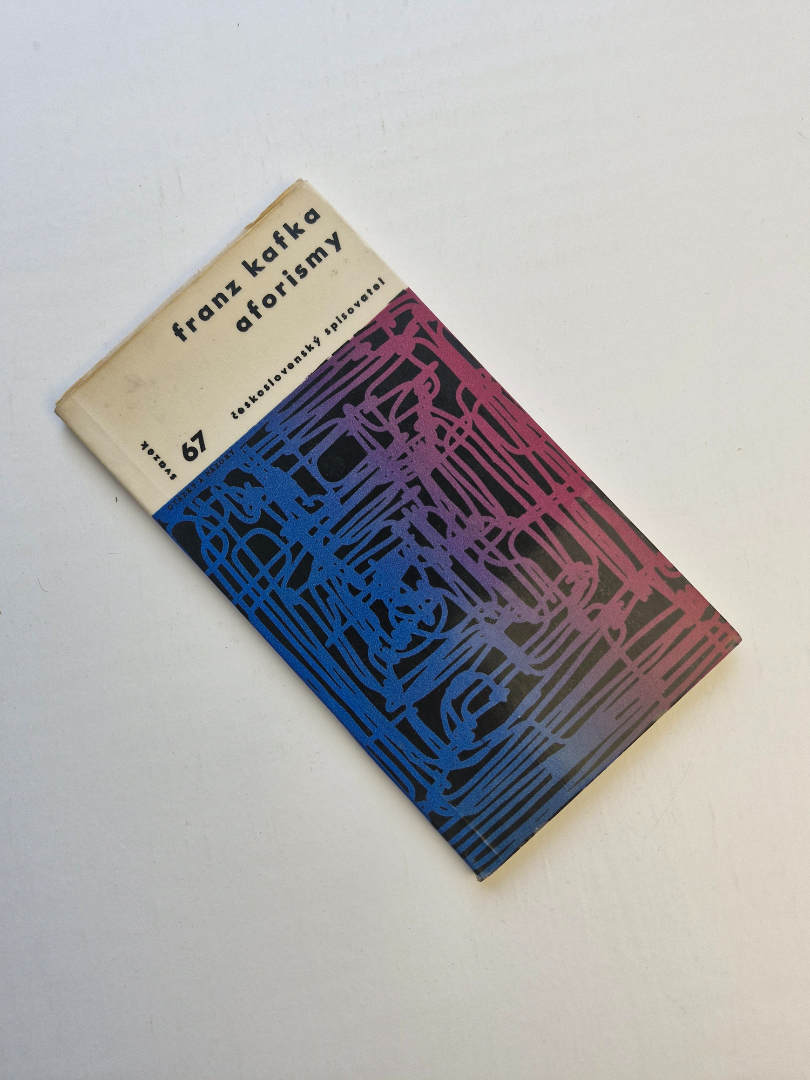 franz kafka
aforismy
československý spisovatel
svazek
67